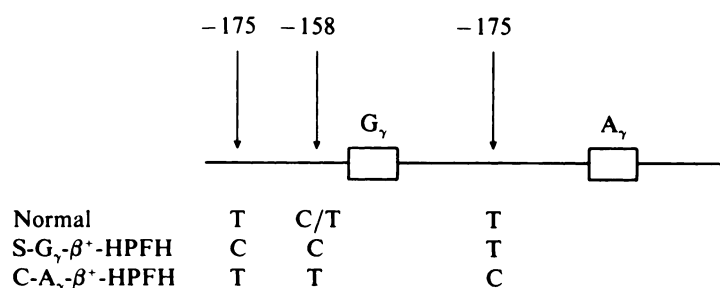 −175 −158 −175
Gγ Aγ
Normal T C/T T
S-Gγ-β⁺-HPFH C C T
C-Aγ-β⁺-HPFH T T C